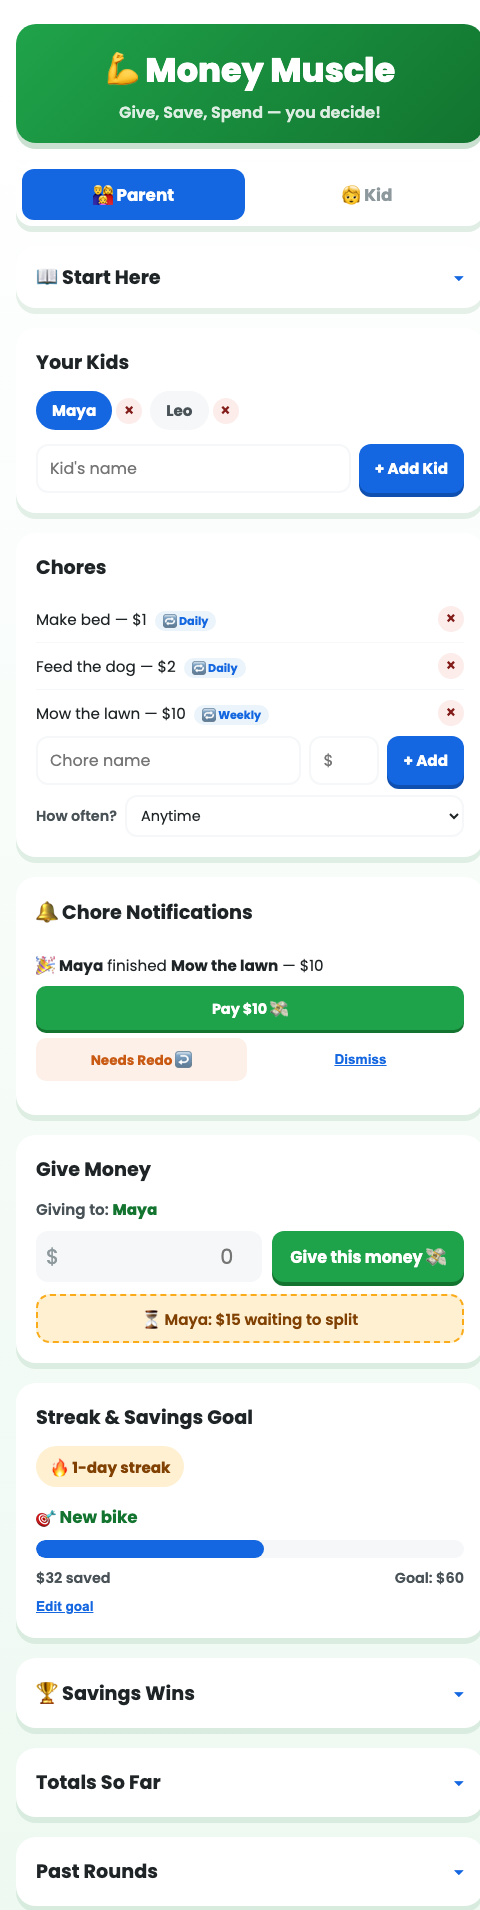 💪 Money Muscle
Give, Save, Spend — you decide!
👨‍👩‍👧 Parent
🧒 Kid
📖 Start Here
Your Kids
Maya × Leo ×
Kid's name
+ Add Kid
Chores
Make bed — $1 🔁 Daily ×
Feed the dog — $2 🔁 Daily ×
Mow the lawn — $10 🔁 Weekly ×
Chore name
$
+ Add
How often? Anytime
🔔 Chore Notifications
🎉 Maya finished Mow the lawn — $10
Pay $10 💸
Needs Redo ↩️
Dismiss
Give Money
Giving to: Maya
$ 0
Give this money 💸
⏳ Maya: $15 waiting to split
Streak & Savings Goal
🔥 1-day streak
🎯 New bike
$32 saved
Goal: $60
Edit goal
🏆 Savings Wins
Totals So Far
Past Rounds